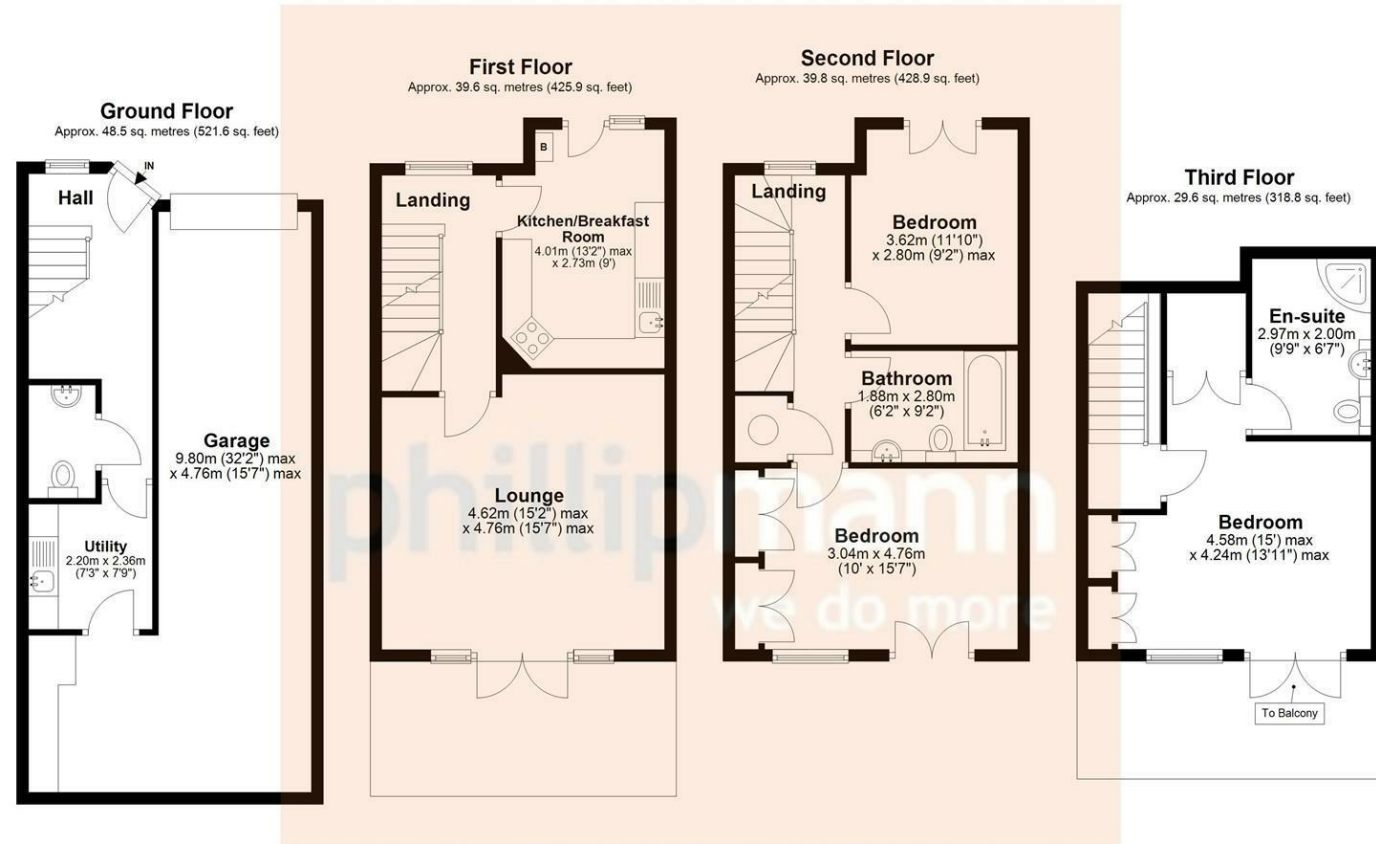 Ground Floor
Approx. 48.5 sq. metres (521.6 sq. feet)
IN
Hall
Garage
9.80m (32'2") max
x 4.76m (15'7") max
Utility
2.20m x 2.36m
(7'3" x 7'9")
First Floor
Approx. 39.6 sq. metres (425.9 sq. feet)
B
Landing
Kitchen/Breakfast
Room
4.01m (13'2") max
x 2.73m (9')
Lounge
4.62m (15'2") max
x 4.76m (15'7") max
Second Floor
Approx. 39.8 sq. metres (428.9 sq. feet)
Landing
Bedroom
3.62m (11'10")
x 2.80m (9'2") max
Bathroom
1.88m x 2.80m
(6'2" x 9'2")
Bedroom
3.04m x 4.76m
(10' x 15'7")
Third Floor
Approx. 29.6 sq. metres (318.8 sq. feet)
En-suite
2.97m x 2.00m
(9'9" x 6'7")
Bedroom
4.58m (15') max
x 4.24m (13'11") max
To Balcony
phillipmann
we do more